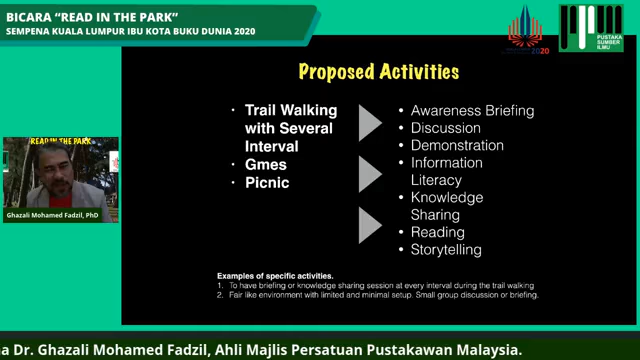 BICARA “READ IN THE PARK”
SEMPENA KUALA LUMPUR IBU KOTA BUKU DUNIA 2020
2020
PUSTAKA
SUMBER
ILMU
Proposed Activities
· Trail Walking
with Several
Interval
· Gmes
· Picnic
• Awareness Briefing
• Discussion
• Demonstration
• Information
Literacy
• Knowledge
Sharing
• Reading
• Storytelling
READ IN THE PARK
Ghazali Mohamed Fadzil, PhD
Examples of specific activities.
1. To have briefing or knowledge sharing session at every interval during the trail walking
2. Fair like environment with limited and minimal setup. Small group discussion or briefing.
a Dr. Ghazali Mohamed Fadzil, Ahli Majlis Persatuan Pustakawan Malaysia.